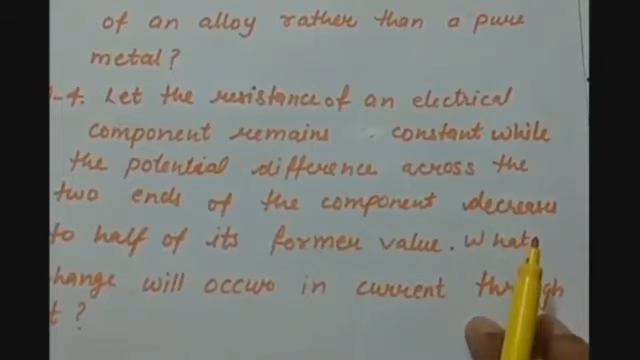 of an alloy rather than a pure
metal?
-4. Let the resistance of an electrical
component remains constant while
the potential difference across the
two ends of the component decreases
to half of its former value. What
hange will occur in current through
t?